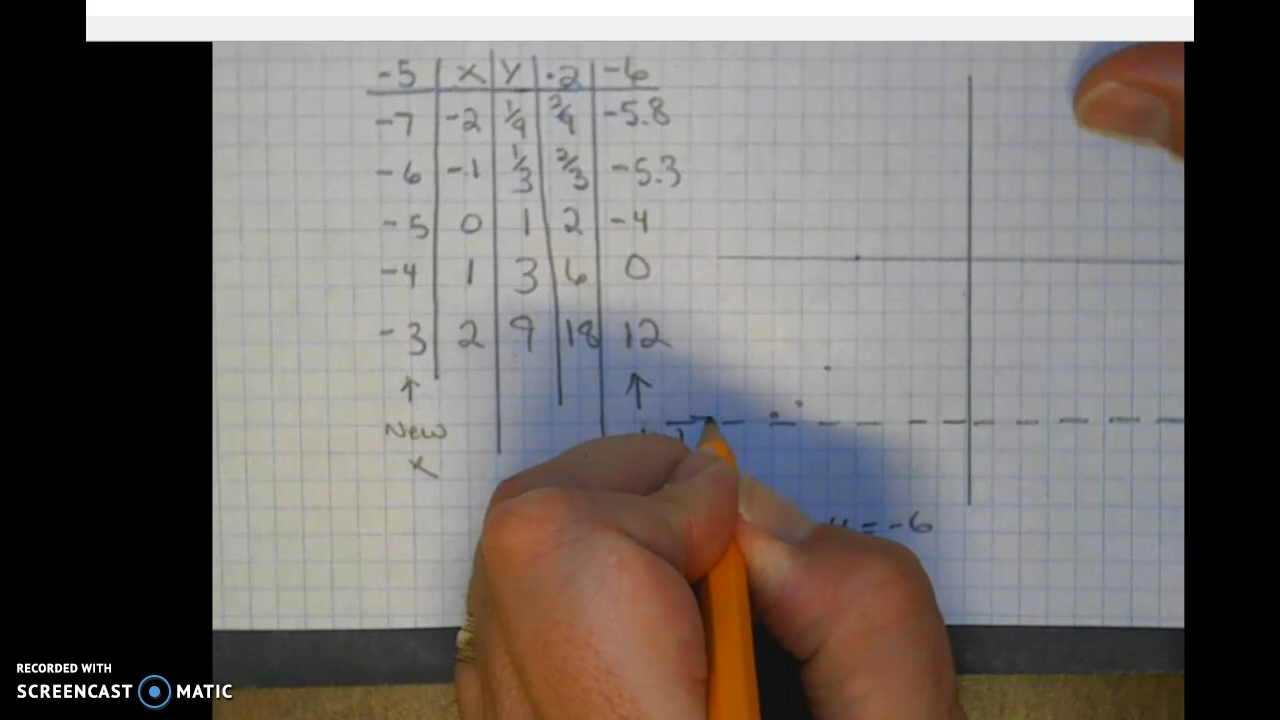 -5 X Y ·2 -6
-7 -2 1/9 2/9 -5.8
-6 -1 1/3 2/3 -5.3
-5 0 1 2 -4
-4 1 3 6 0
-3 2 9 18 12
New
X
= -6
RECORDED WITH
SCREENCAST MATIC